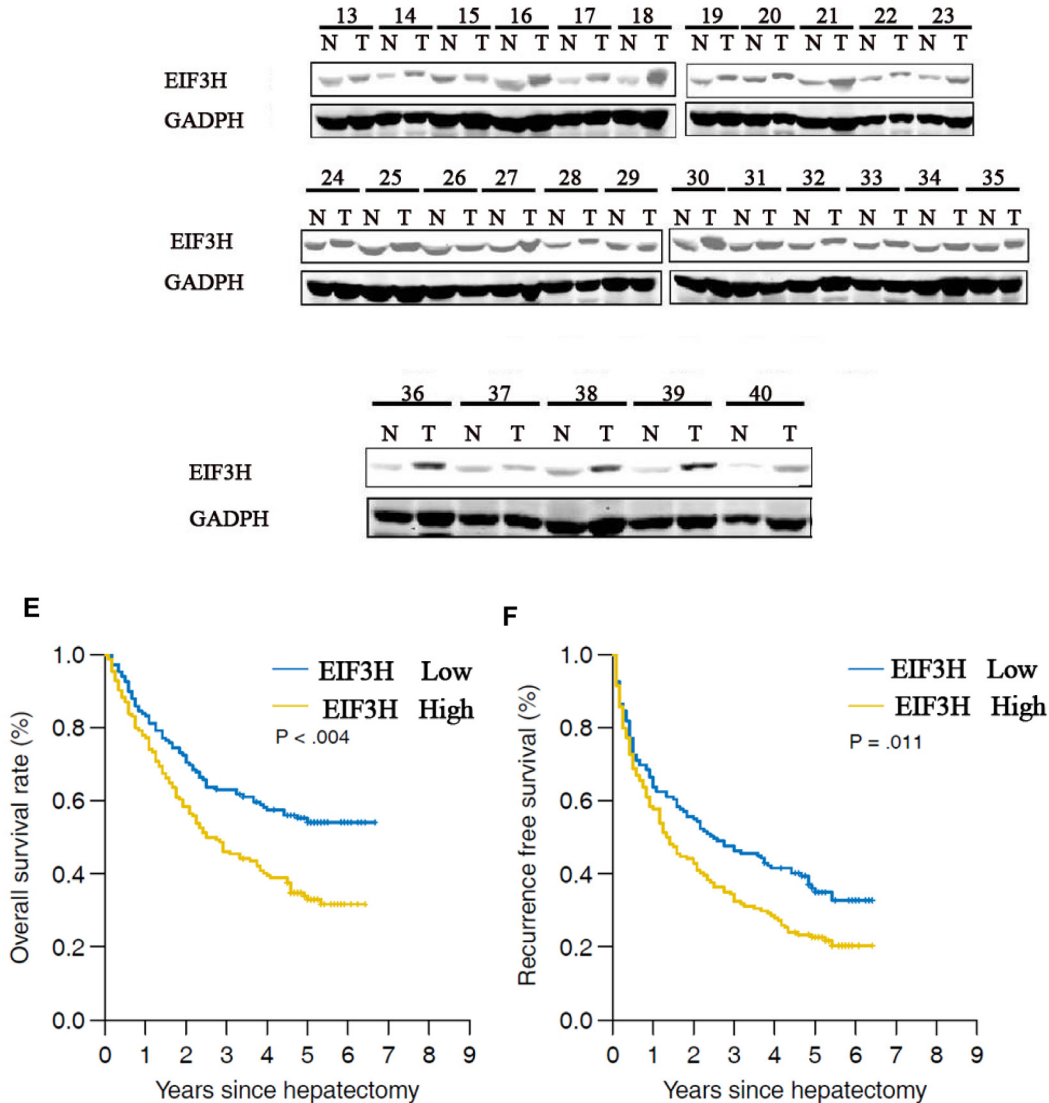 13 14 15 16 17 18 19 20 21 22 23
N T N T N T N T N T N T N T N T N T N T N T
EIF3H
GADPH
24 25 26 27 28 29 30 31 32 33 34 35
N T N T N T N T N T N T N T N T N T N T N T N T
EIF3H
GADPH
36 37 38 39 40
N T N T N T N T N T
EIF3H
GADPH
E
Overall survival rate (%)
1.0
0.8
0.6
0.4
0.2
0.0
EIF3H Low
EIF3H High
P < .004
0 1 2 3 4 5 6 7 8 9
Years since hepatectomy
F
Recurrence free survival (%)
1.0
0.8
0.6
0.4
0.2
0.0
EIF3H Low
EIF3H High
P = .011
0 1 2 3 4 5 6 7 8 9
Years since hepatectomy